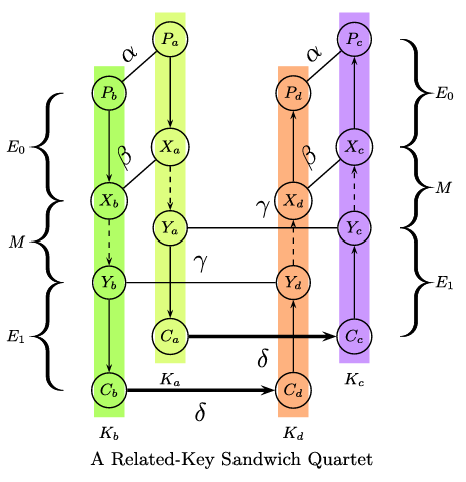 P_a
P_c
α
α
P_b
P_d
E_0
E_0
β
X_a
β
X_c
M
X_b
X_d
γ
Y_a
Y_c
M
γ
Y_b
Y_d
E_1
E_1
C_a
C_c
δ
K_a
K_c
C_b
C_d
δ
K_b
K_d
A Related-Key Sandwich Quartet